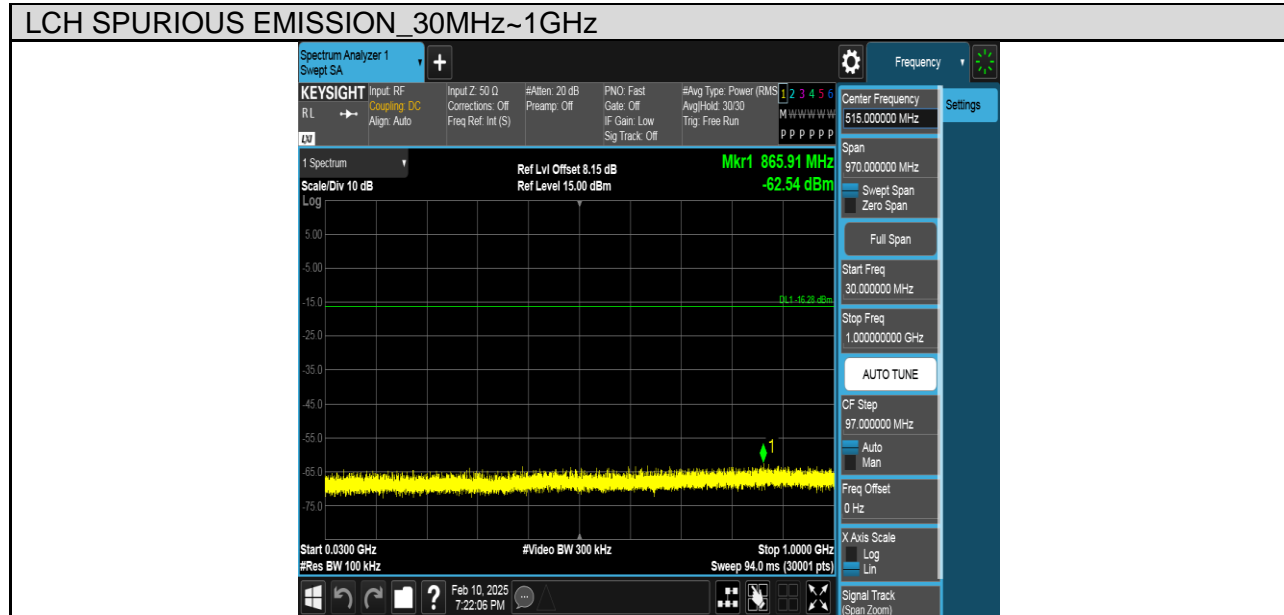 LCH SPURIOUS EMISSION_30MHz~1GHz
Spectrum Analyzer 1
Swept SA
+
Frequency
KEYSIGHT
RL
LXI
Input: RF
Coupling: DC
Align: Auto
Input Z: 50 Ω
Corrections: Off
Freq Ref: Int (S)
#Atten: 20 dB
Preamp: Off
PNO: Fast
Gate: Off
IF Gain: Low
Sig Track: Off
#Avg Type: Power (RMS
Avg|Hold: 30/30
Trig: Free Run
1 2 3 4 5 6
M W W W W W
P P P P P P
1 Spectrum
Scale/Div 10 dB
Log
Ref Lvl Offset 8.15 dB
Ref Level 15.00 dBm
Mkr1 865.91 MHz
-62.54 dBm
5.00
-5.00
-15.0
DL1 -16.28 dBm
-25.0
-35.0
-45.0
-55.0
1
-65.0
-75.0
Start 0.0300 GHz
#Res BW 100 kHz
#Video BW 300 kHz
Stop 1.0000 GHz
Sweep 94.0 ms (30001 pts)
?
Feb 10, 2025
7:22:06 PM
Center Frequency
515.000000 MHz
Settings
Span
970.000000 MHz
Swept Span
Zero Span
Full Span
Start Freq
30.000000 MHz
Stop Freq
1.000000000 GHz
AUTO TUNE
CF Step
97.000000 MHz
Auto
Man
Freq Offset
0 Hz
X Axis Scale
Log
Lin
Signal Track
(Span Zoom)